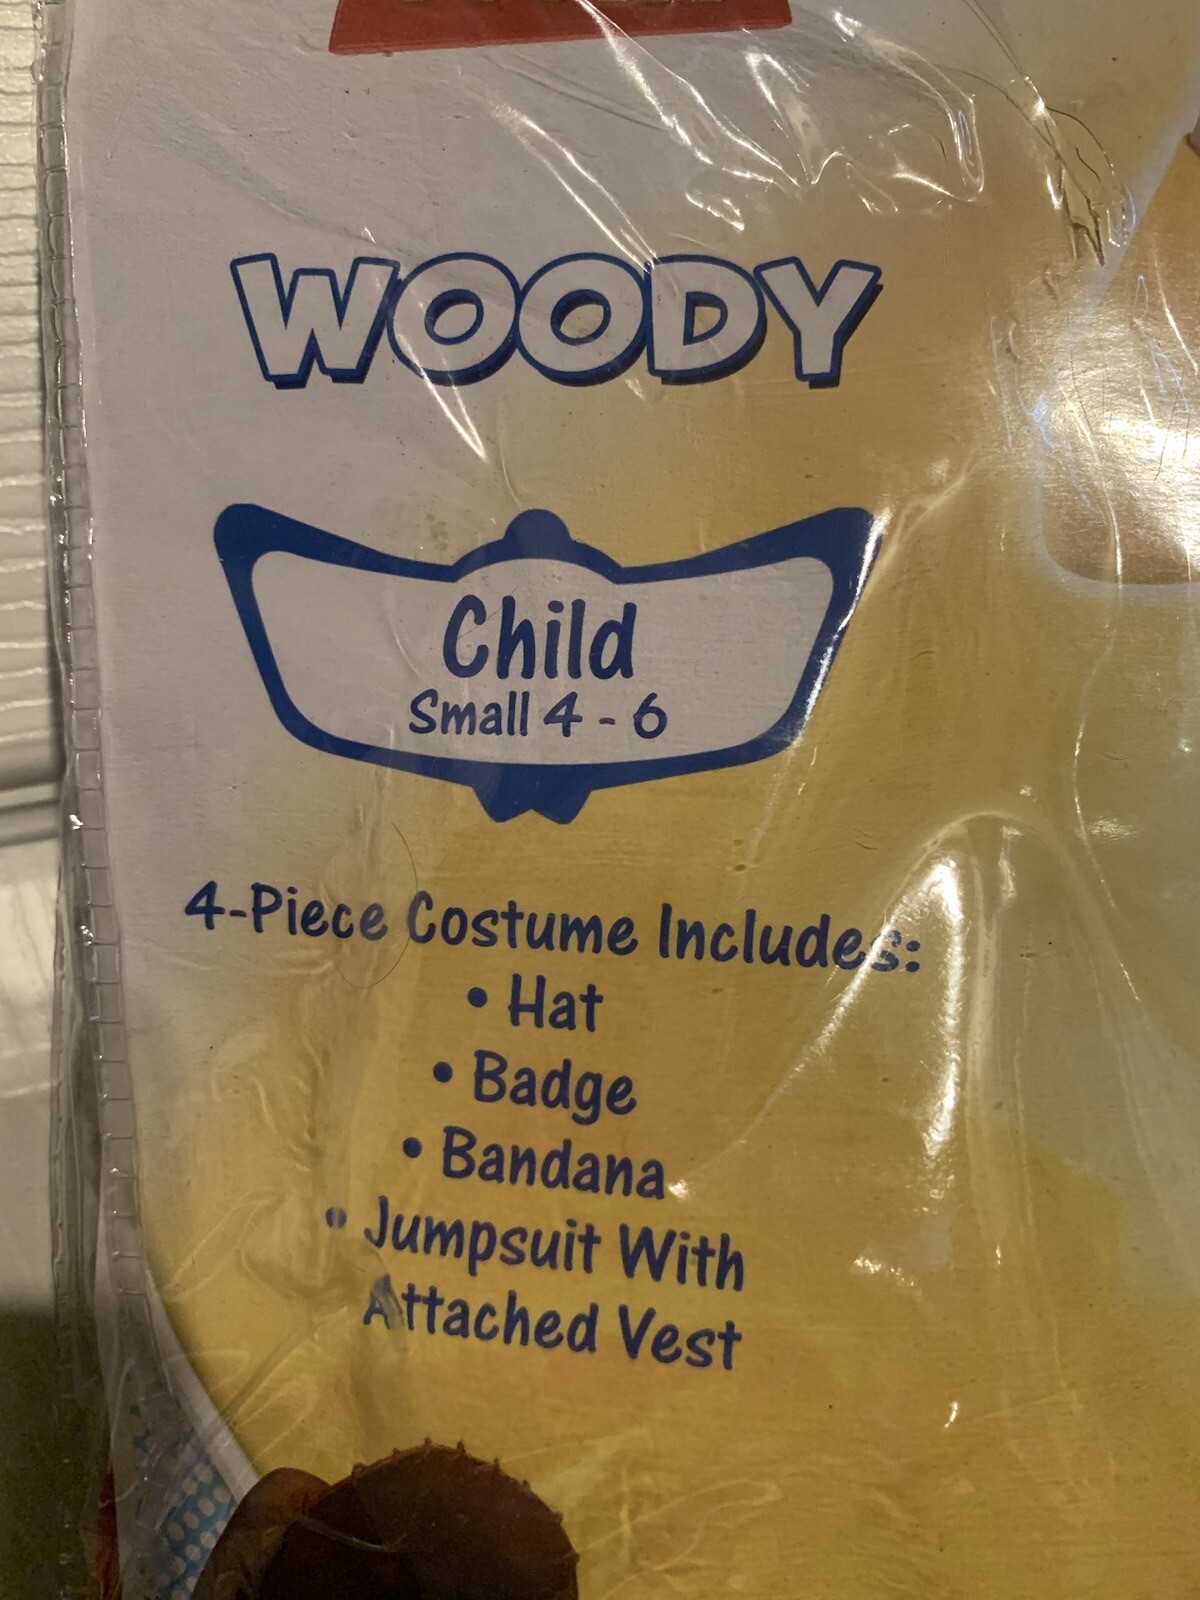 WOODY
Child
Small 4 - 6
4-Piece Costume Includes:
• Hat
• Badge
• Bandana
• Jumpsuit With
Attached Vest